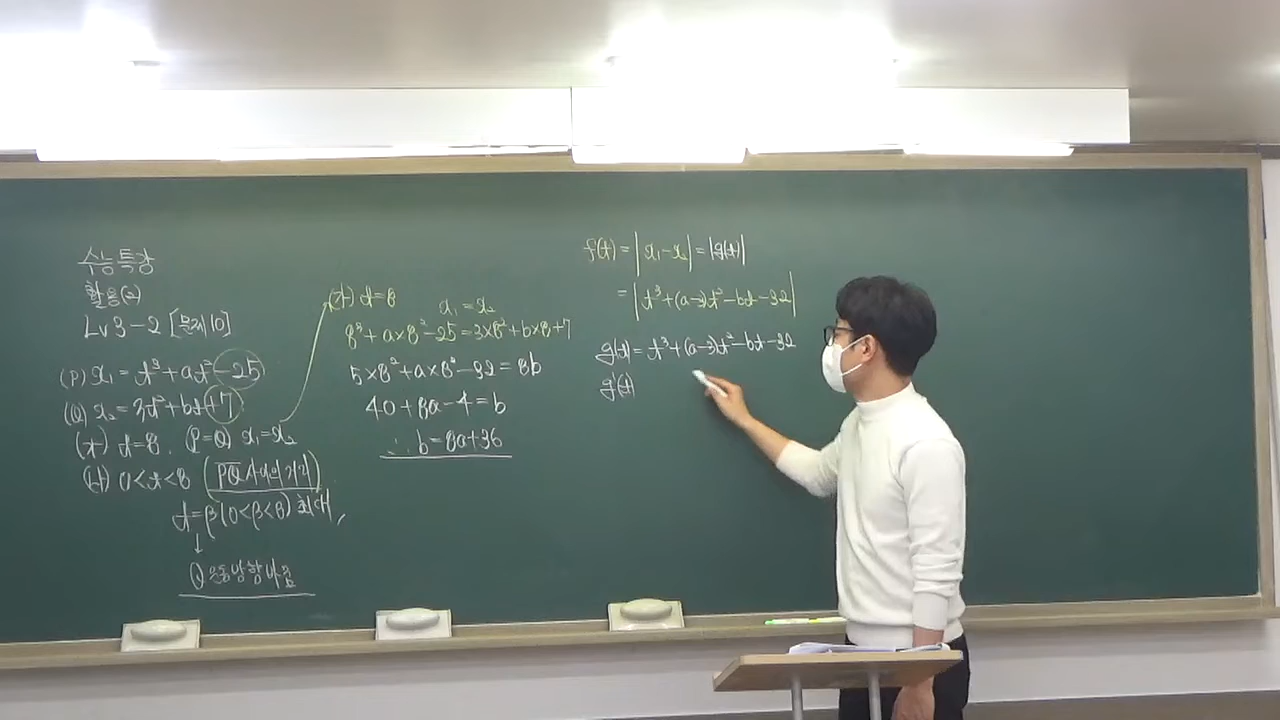 수능특강
활용(2)
Lv3-2 [문제10]
(P) x₁ = t³ + at² - 25
(Q) x₂ = 3t² + bt + 7
(가) t = 8. (P=Q) x₁ = x₂
(나) 0 < t < 8 (PQ 사이의 거리)
t = β (0 < β < 8) 최대,
↓
Q 운동방향 바꿈
(가) t = 8
x₁ = x₂
8³ + a×8² - 25 = 3×8² + b×8 + 7
5×8² + a×8² - 32 = 8b
40 + 8a - 4 = b
∴ b = 8a + 36
f(t) = |x₁ - x₂| = |g(t)|
= |t³ + (a-3)t² - bt - 32|
g(t) = t³ + (a-3)t² - bt - 32
g'(t)